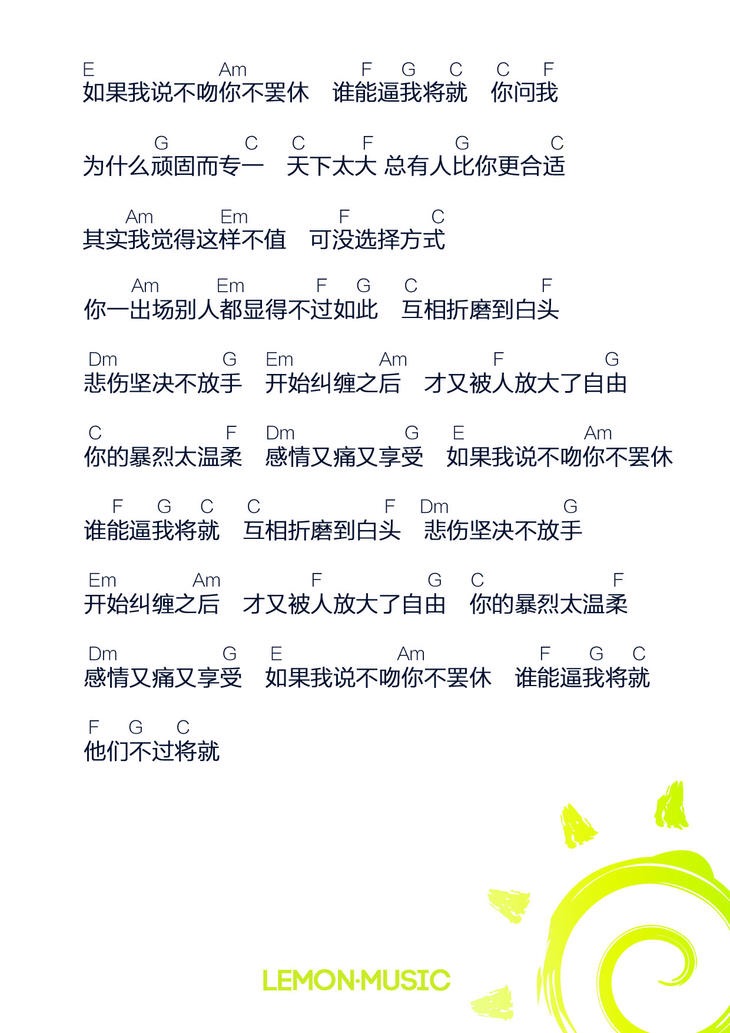 E Am F G C C F
如果我说不吻你不罢休 谁能逼我将就 你问我
G C C F G C
为什么顽固而专一 天下太大 总有人比你更合适
Am Em F C
其实我觉得这样不值 可没选择方式
Am Em F G C F
你一出场别人都显得不过如此 互相折磨到白头
Dm G Em Am F G
悲伤坚决不放手 开始纠缠之后 才又被人放大了自由
C F Dm G E Am
你的暴烈太温柔 感情又痛又享受 如果我说不吻你不罢休
F G C C F Dm G
谁能逼我将就 互相折磨到白头 悲伤坚决不放手
Em Am F G C F
开始纠缠之后 才又被人放大了自由 你的暴烈太温柔
Dm G E Am F G C
感情又痛又享受 如果我说不吻你不罢休 谁能逼我将就
F G C
他们不过将就
LEMON·MUSIC